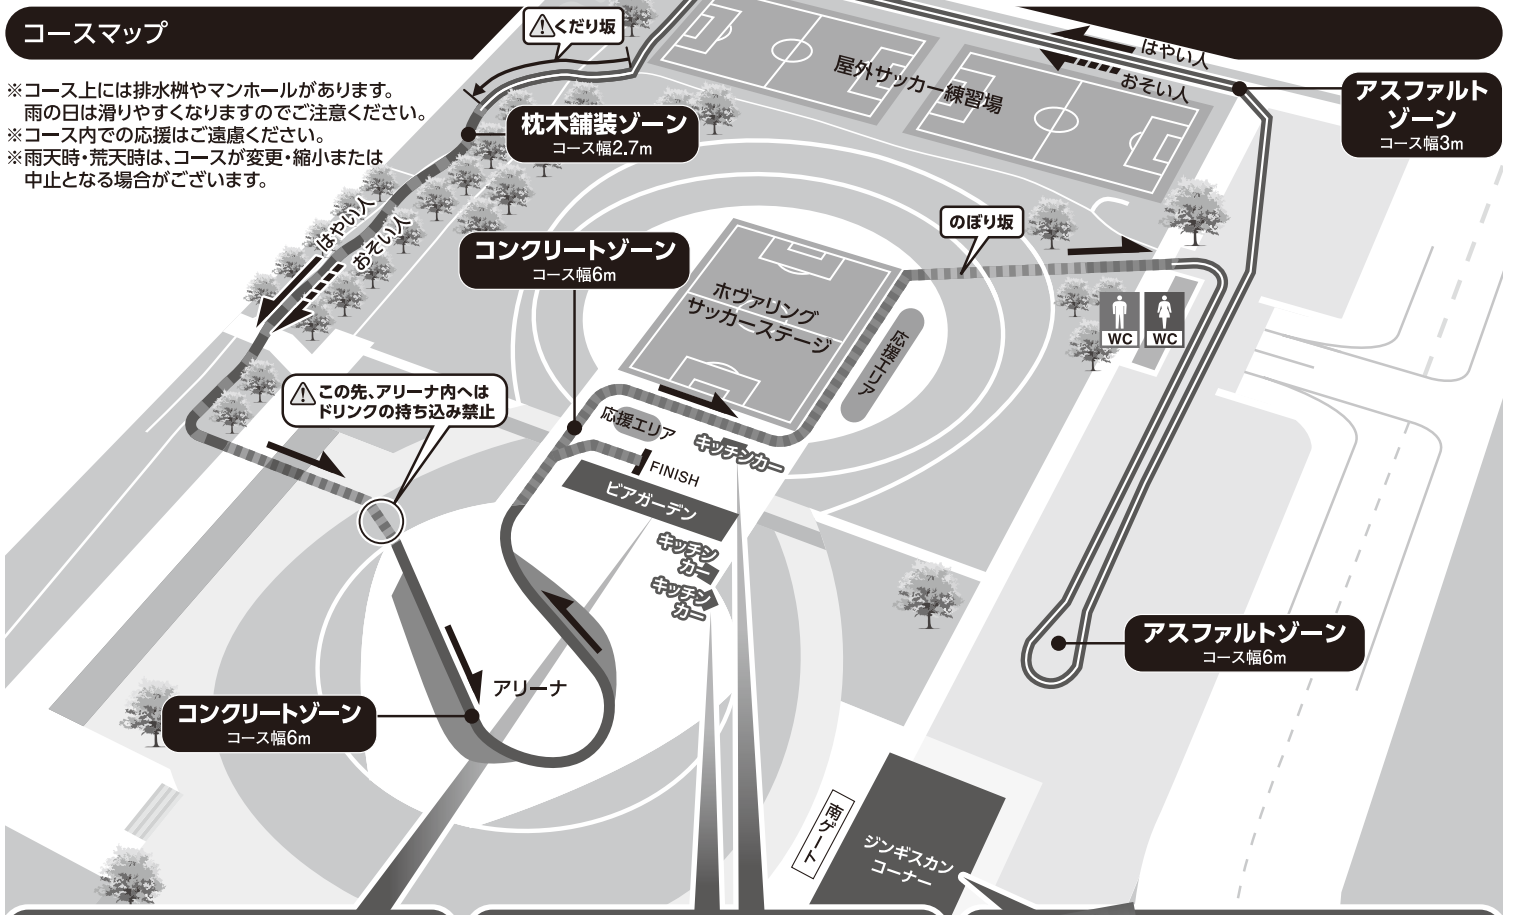 コースマップ
※コース上には排水桝やマンホールがあります。
雨の日は滑りやすくなりますのでご注意ください。
※コース内での応援はご遠慮ください。
※雨天時・荒天時は、コースが変更・縮小または
中止となる場合がございます。
⚠くだり坂
枕木舗装ゾーン
コース幅2.7m
屋外サッカー練習場
はやい人
おそい人
アスファルト
ゾーン
コース幅3m
はやい人
おそい人
コンクリートゾーン
コース幅6m
のぼり坂
ホヴァリング
サッカーステージ
応援エリア
WC
WC
⚠この先、アリーナ内へは
ドリンクの持ち込み禁止
応援エリア
キッチンカー
FINISH
ビアガーデン
キッチン
カー
キッチン
カー
アリーナ
アスファルトゾーン
コース幅6m
コンクリートゾーン
コース幅6m
南ゲート
ジンギスカン
コーナー